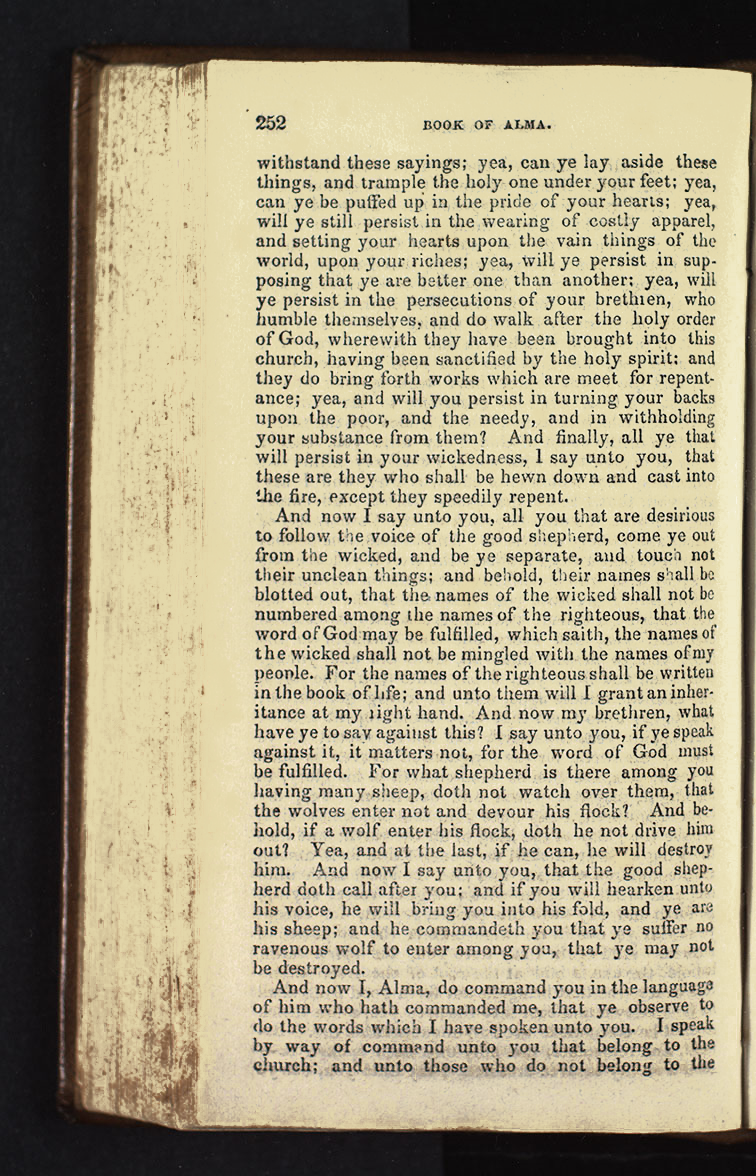 252 BOOK OF ALMA.
withstand these sayings; yea, can ye lay aside these
things, and trample the holy one under your feet; yea,
can ye be puffed up in the pride of your hearts; yea,
will ye still persist in the wearing of costly apparel,
and setting your hearts upon the vain things of the
world, upon your riches; yea, will ye persist in sup-
posing that ye are better one than another; yea, will
ye persist in the persecutions of your brethren, who
humble themselves, and do walk after the holy order
of God, wherewith they have been brought into this
church, having been sanctified by the holy spirit; and
they do bring forth works which are meet for repent-
ance; yea, and will you persist in turning your backs
upon the poor, and the needy, and in withholding
your substance from them? And finally, all ye that
will persist in your wickedness, I say unto you, that
these are they who shall be hewn down and cast into
the fire, except they speedily repent.
And now I say unto you, all you that are desirious
to follow the voice of the good shepherd, come ye out
from the wicked, and be ye separate, and touch not
their unclean things; and behold, their names shall be
blotted out, that the names of the wicked shall not be
numbered among the names of the righteous, that the
word of God may be fulfilled, which saith, the names of
the wicked shall not be mingled with the names of my
people. For the names of the righteous shall be written
in the book of life; and unto them will I grant an inher-
itance at my right hand. And now my brethren, what
have ye to say against this? I say unto you, if ye speak
against it, it matters not, for the word of God must
be fulfilled. For what shepherd is there among you
having many sheep, doth not watch over them, that
the wolves enter not and devour his flock? And be-
hold, if a wolf enter his flock, doth he not drive him
out? Yea, and at the last, if he can, he will destroy
him. And now I say unto you, that the good shep-
herd doth call after you; and if you will hearken unto
his voice, he will bring you into his fold, and ye are
his sheep; and he commandeth you that ye suffer no
ravenous wolf to enter among you, that ye may not
be destroyed.
And now I, Alma, do command you in the language
of him who hath commanded me, that ye observe to
do the words which I have spoken unto you. I speak
by way of command unto you that belong to the
church; and unto those who do not belong to the